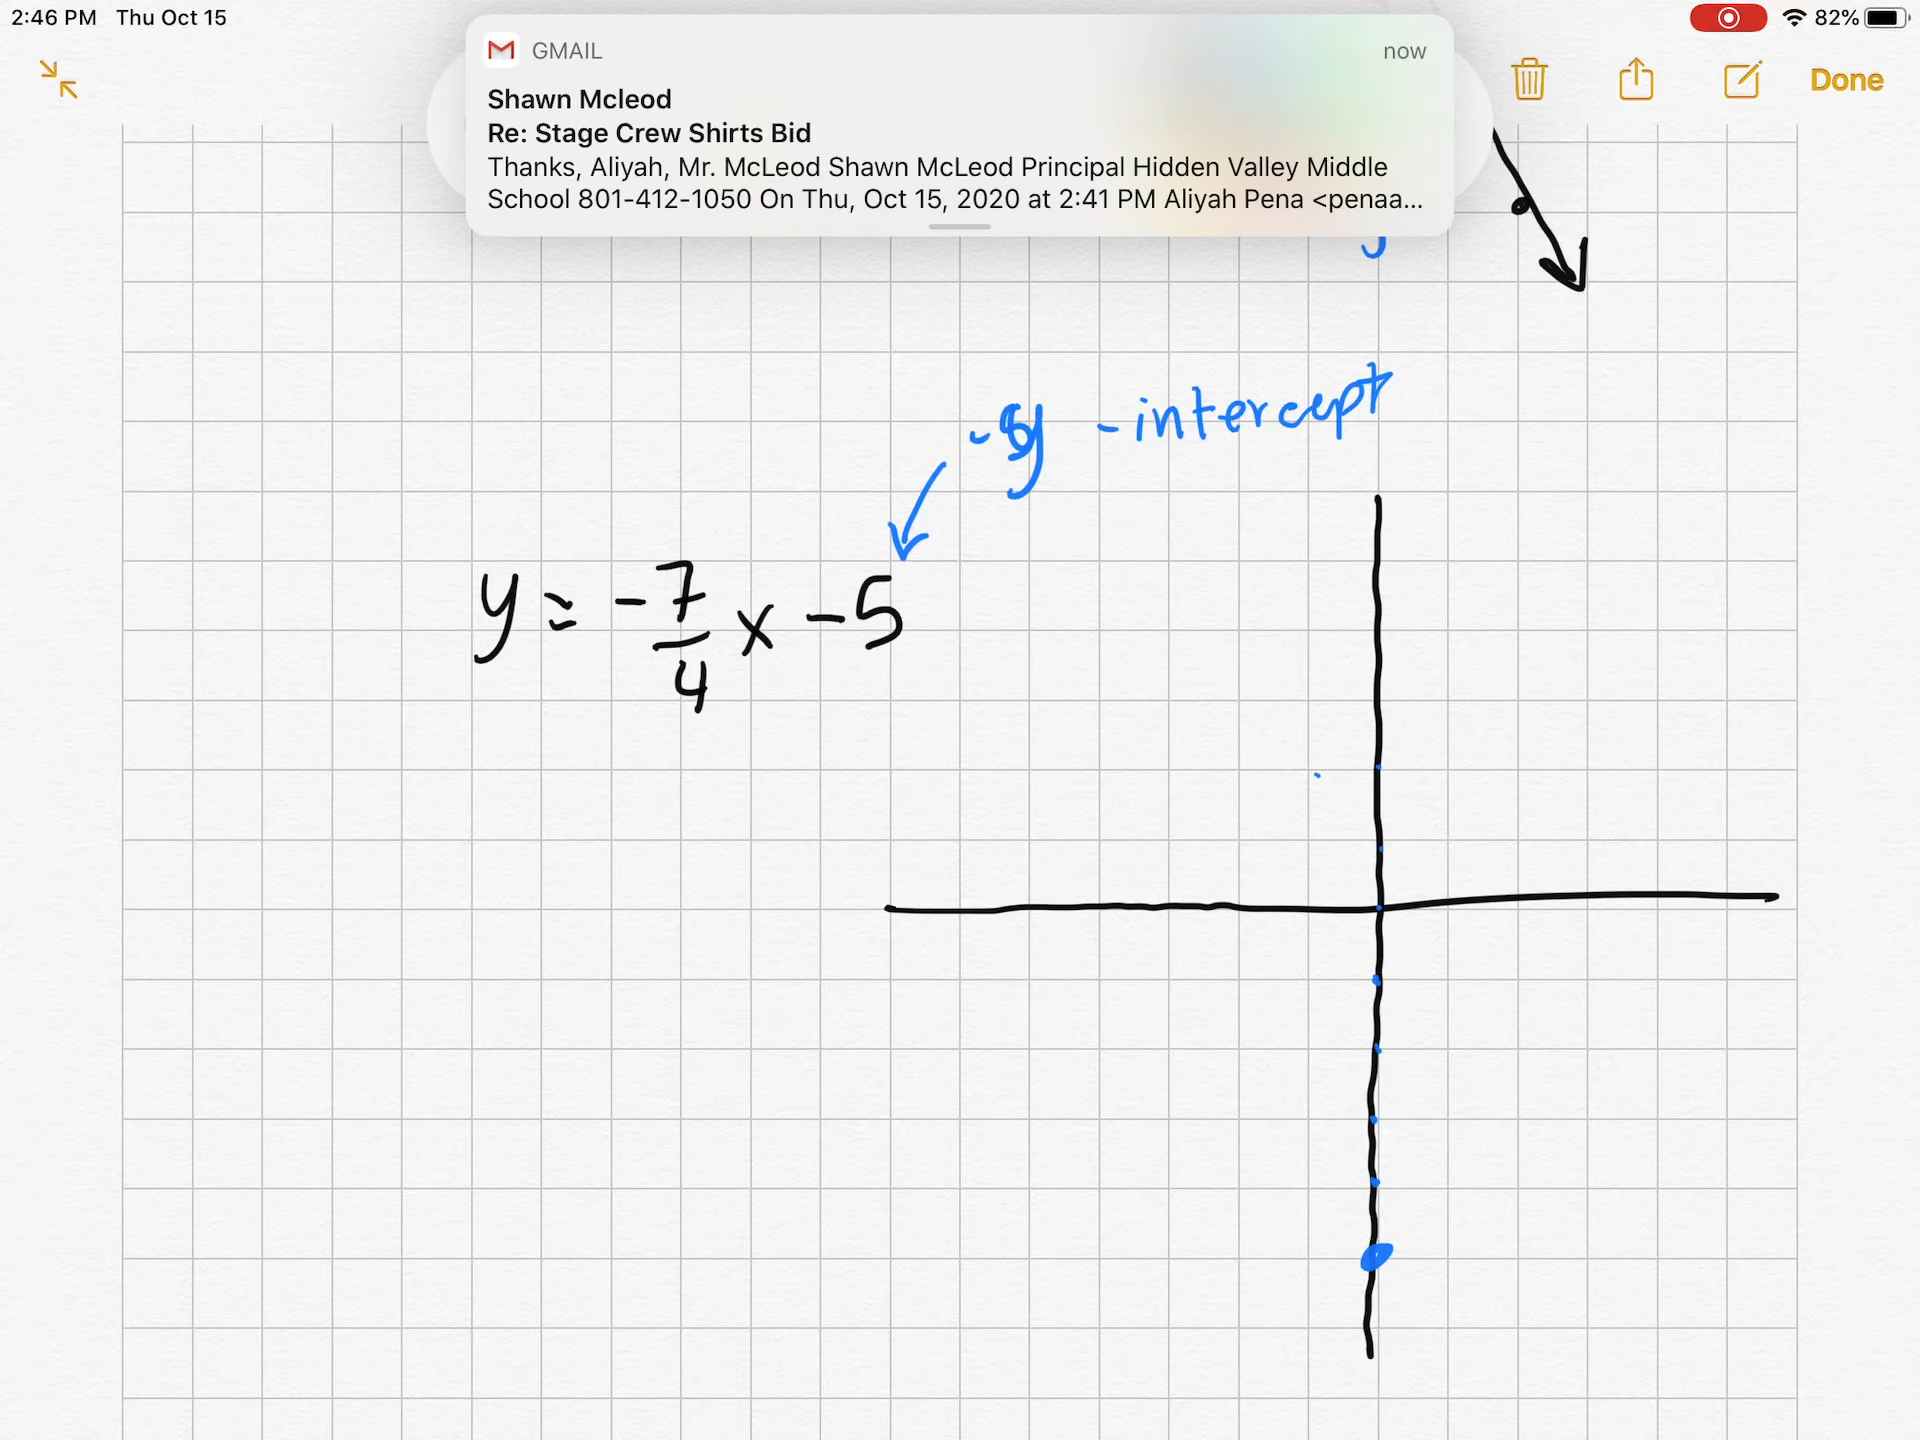 2:46 PM Thu Oct 15
82%
GMAIL
now
Shawn Mcleod
Re: Stage Crew Shirts Bid
Thanks, Aliyah, Mr. McLeod Shawn McLeod Principal Hidden Valley Middle
School 801-412-1050 On Thu, Oct 15, 2020 at 2:41 PM Aliyah Pena <penaa...
Done
y -intercept
y = -7/4 x -5